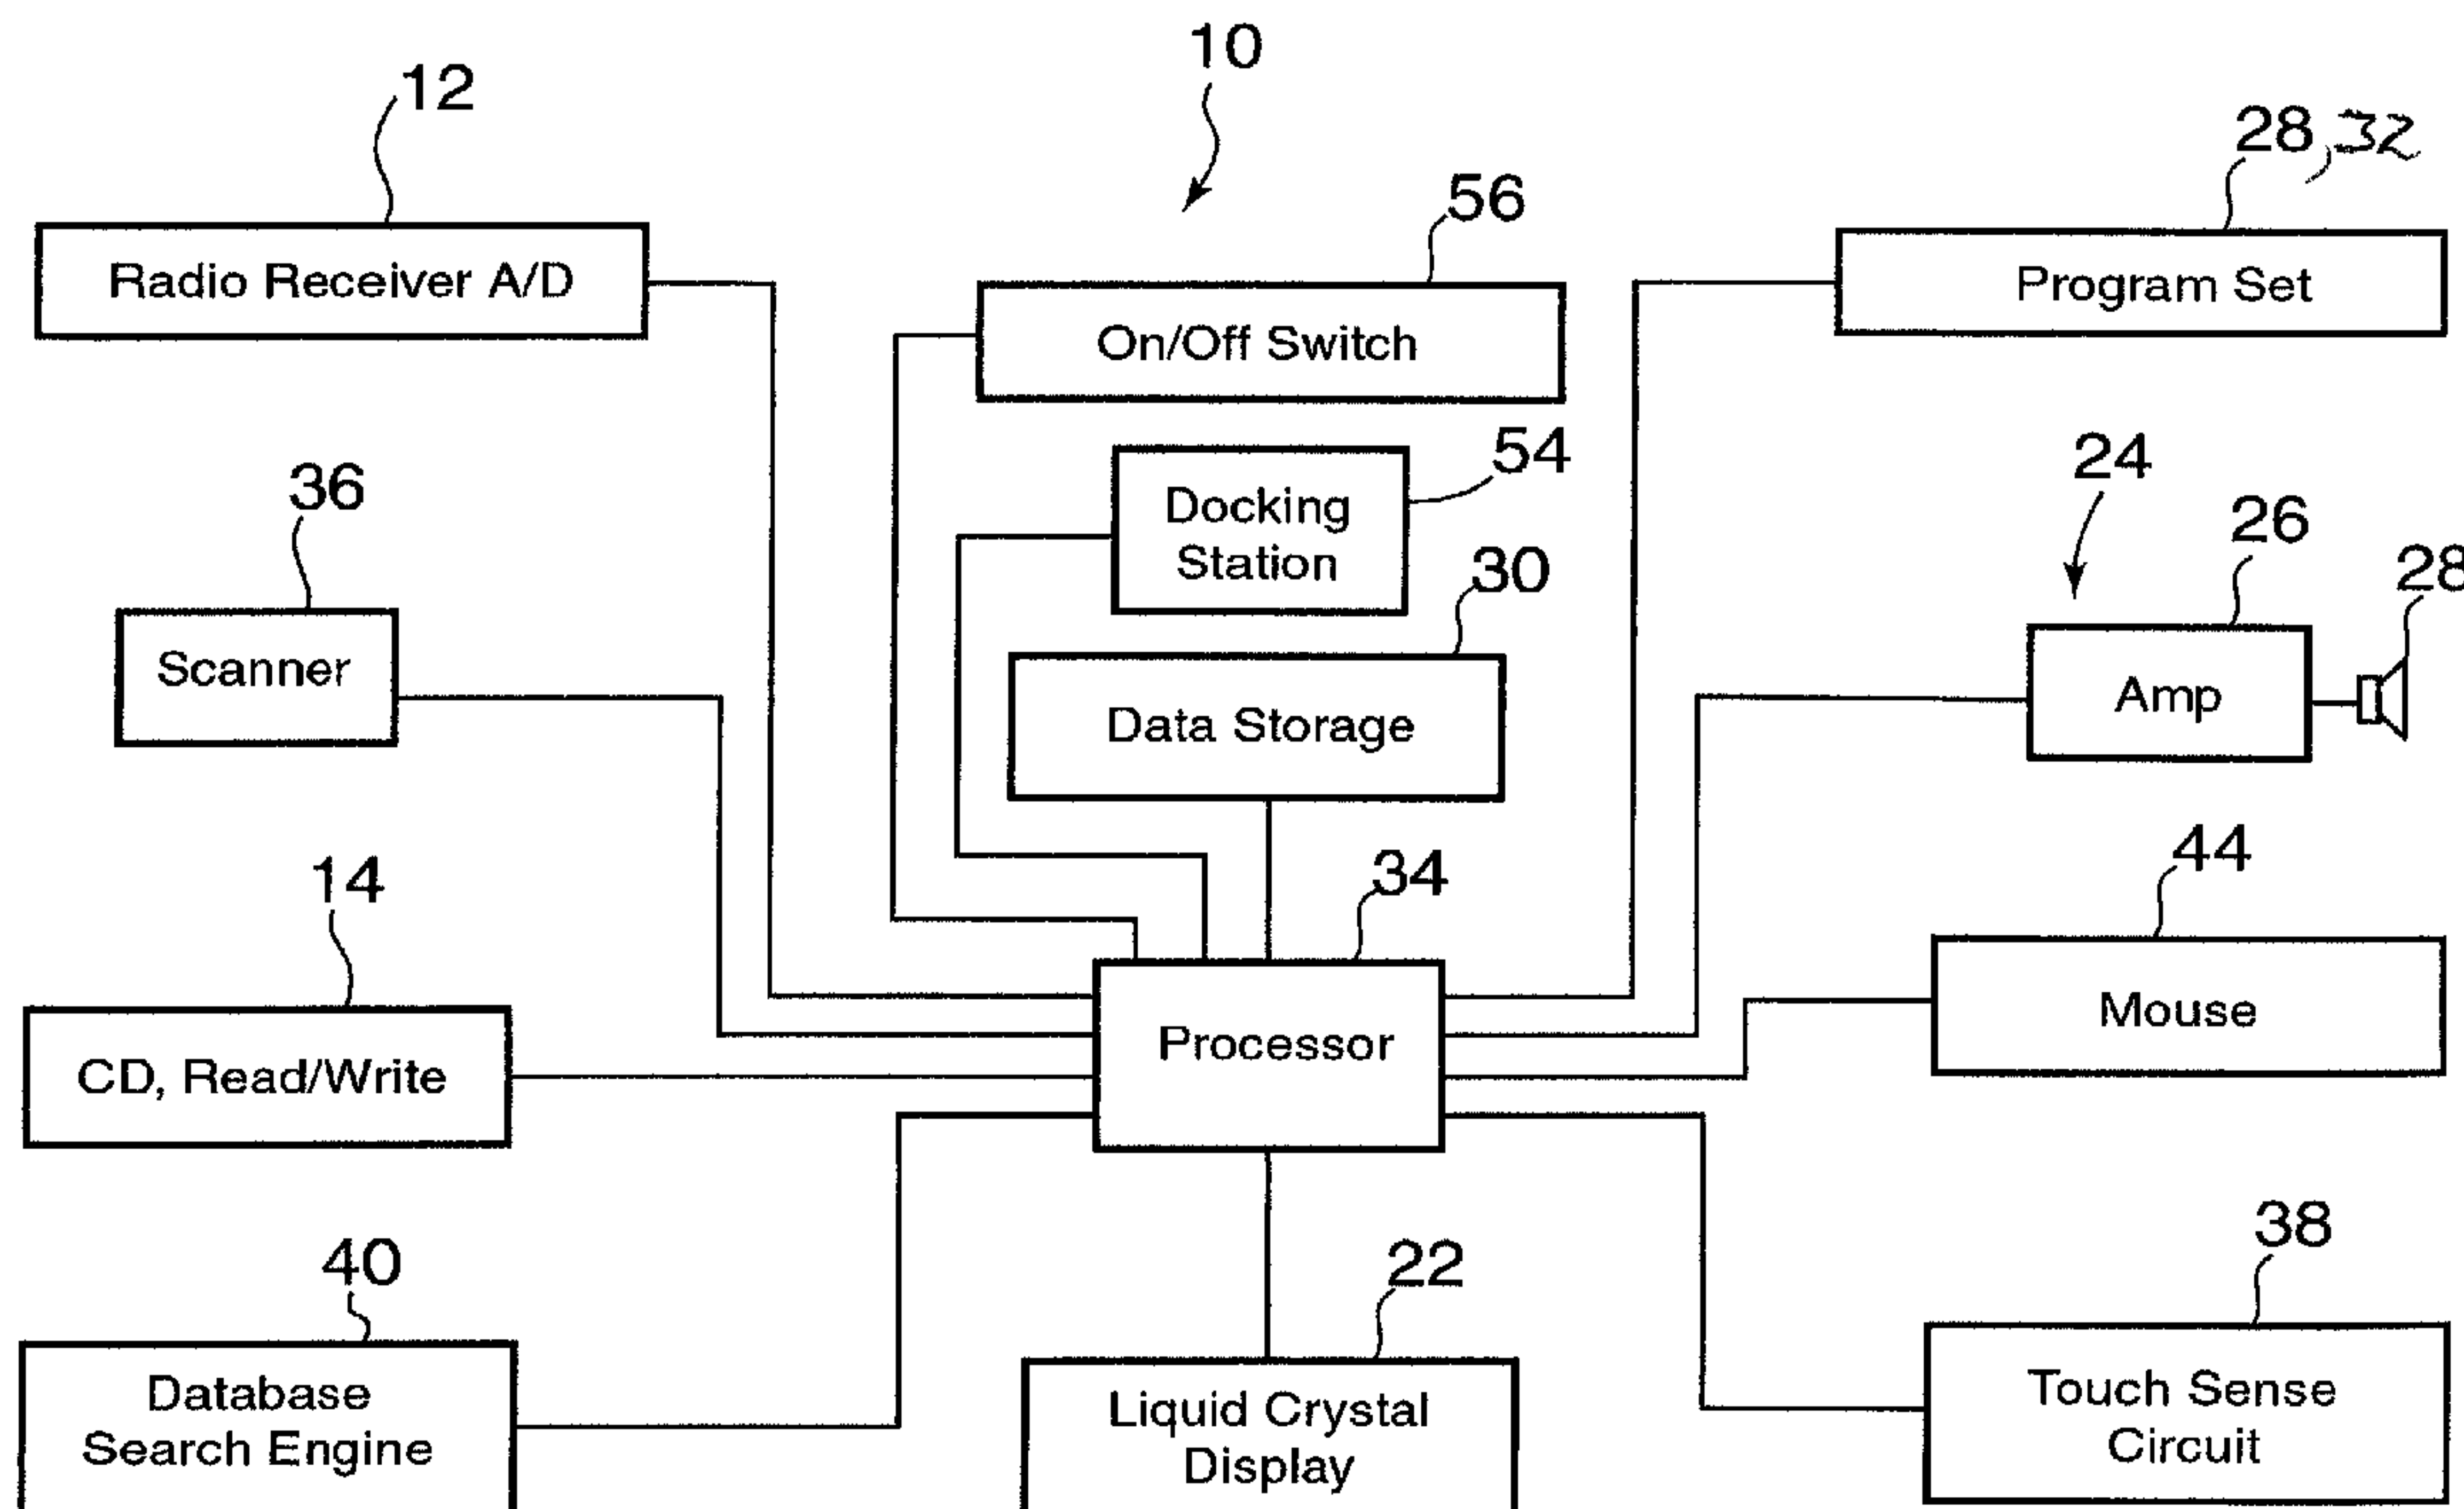 10
12
28, 32
56
Radio Receiver A/D
Program Set
On/Off Switch
54
24
36
Docking
Station
26
30
28
Scanner
Data Storage
Amp
14
34
44
Processor
Mouse
CD, Read/Write
40
22
38
Database
Search Engine
Liquid Crystal
Display
Touch Sense
Circuit